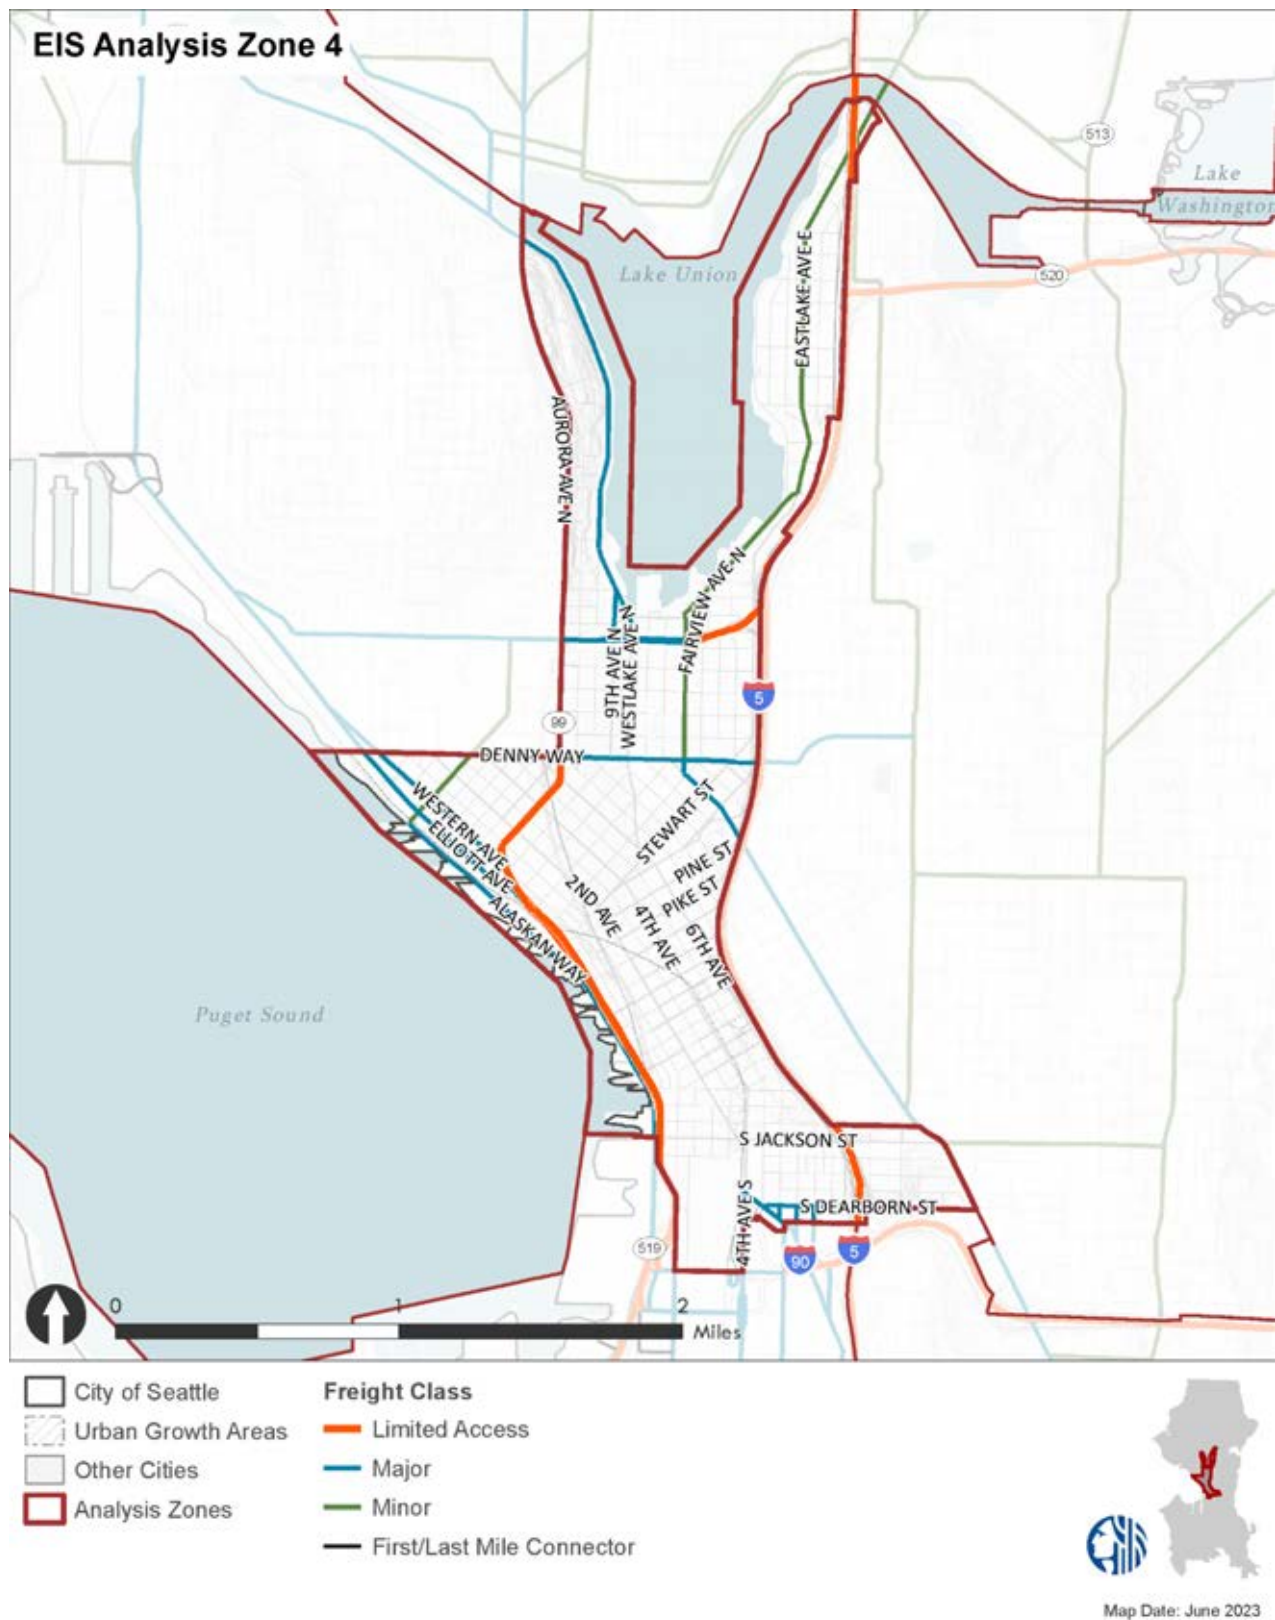 EIS Analysis Zone 4
513
Lake
Washington
Lake Union
520
EASTLAKE AVE E
AURORA AVE N
FAIRVIEW AVE N
9TH AVE N
WESTLAKE AVE N
5
99
DENNY WAY
WESTERN AVE
ELLIOTT AVE
STEWART ST
PINE ST
PIKE ST
2ND AVE
4TH AVE
6TH AVE
ALASKAN WAY
Puget Sound
S JACKSON ST
4TH AVE S
S DEARBORN ST
519
90
5
0 1 2
Miles
City of Seattle
Urban Growth Areas
Other Cities
Analysis Zones
Freight Class
Limited Access
Major
Minor
First/Last Mile Connector
Map Date: June 2023